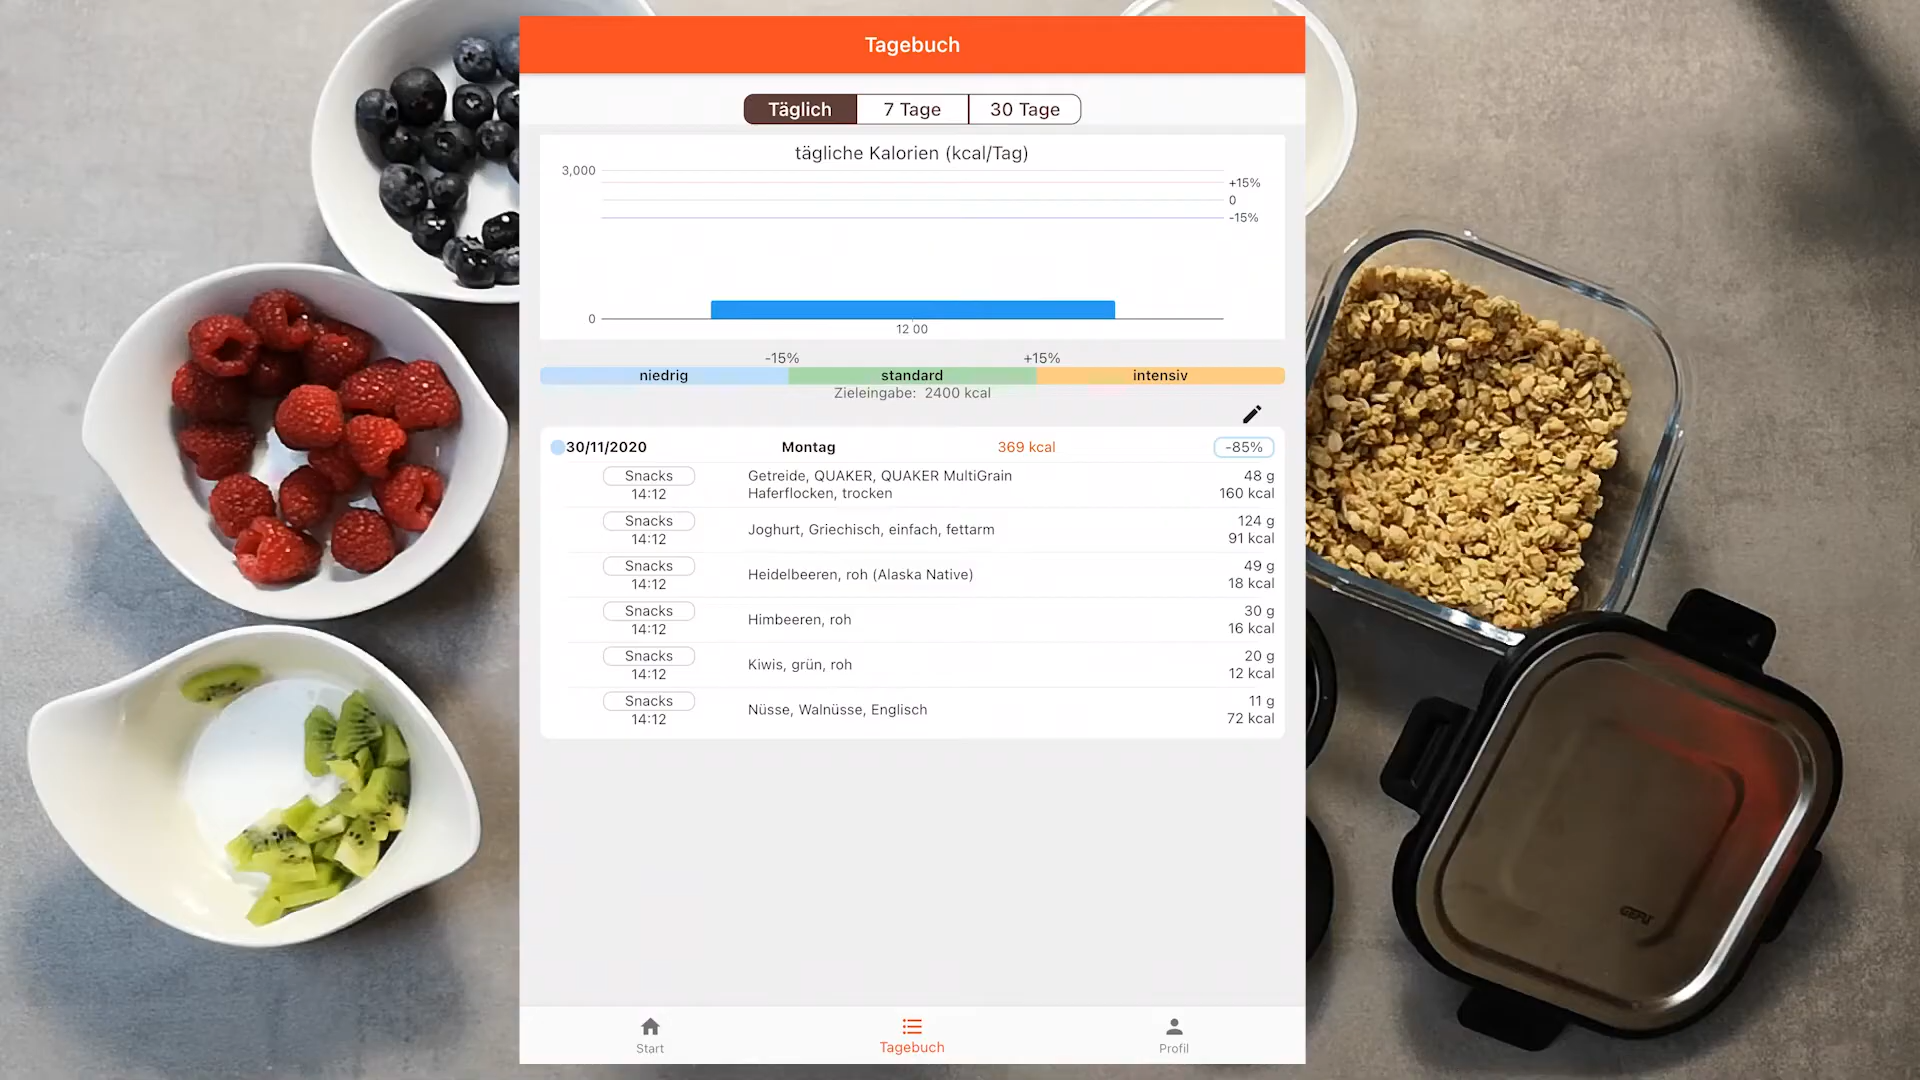 Tagebuch
Täglich
7 Tage
30 Tage
tägliche Kalorien (kcal/Tag)
3,000
+15%
0
-15%
0
12 00
-15%
+15%
niedrig
standard
intensiv
Zieleingabe: 2400 kcal
30/11/2020
Montag
369 kcal
-85%
Snacks
14:12
Getreide, QUAKER, QUAKER MultiGrain
Haferflocken, trocken
48 g
160 kcal
Snacks
14:12
Joghurt, Griechisch, einfach, fettarm
124 g
91 kcal
Snacks
14:12
Heidelbeeren, roh (Alaska Native)
49 g
18 kcal
Snacks
14:12
Himbeeren, roh
30 g
16 kcal
Snacks
14:12
Kiwis, grün, roh
20 g
12 kcal
Snacks
14:12
Nüsse, Walnüsse, Englisch
11 g
72 kcal
Start
Tagebuch
Profil
GEFU